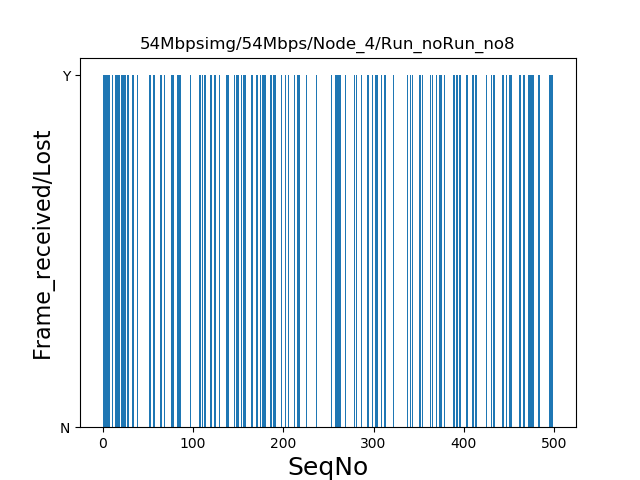 54Mbpsimg/54Mbps/Node_4/Run_noRun_no8
Y
Frame_received/Lost
N
0 100 200 300 400 500
SeqNo